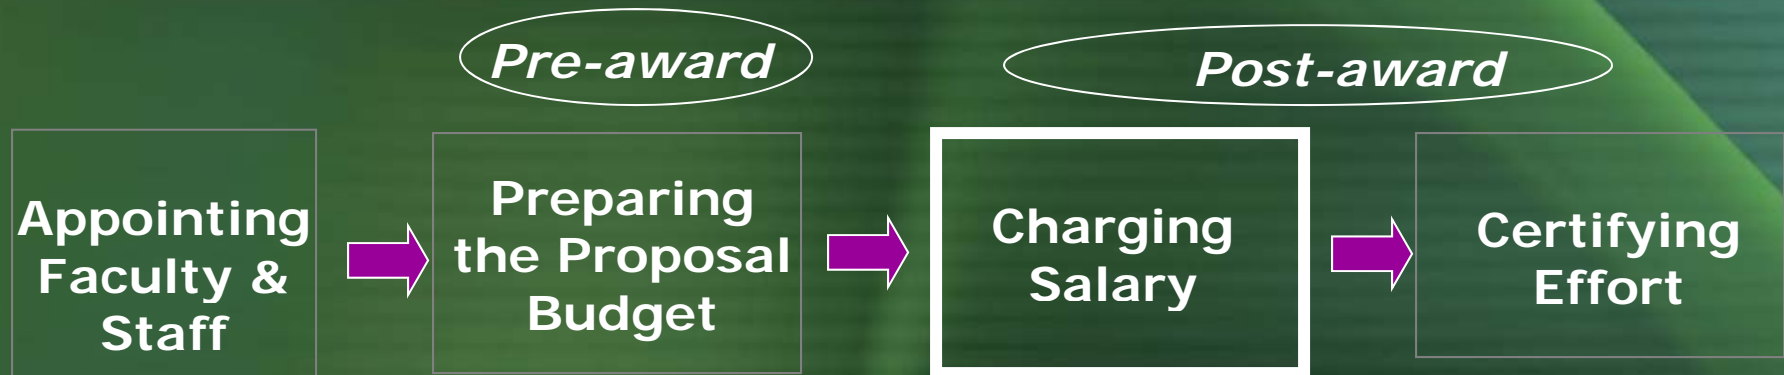 Pre-award
Post-award
Appointing
Faculty &
Staff
Preparing
the Proposal
Budget
Charging
Salary
Certifying
Effort